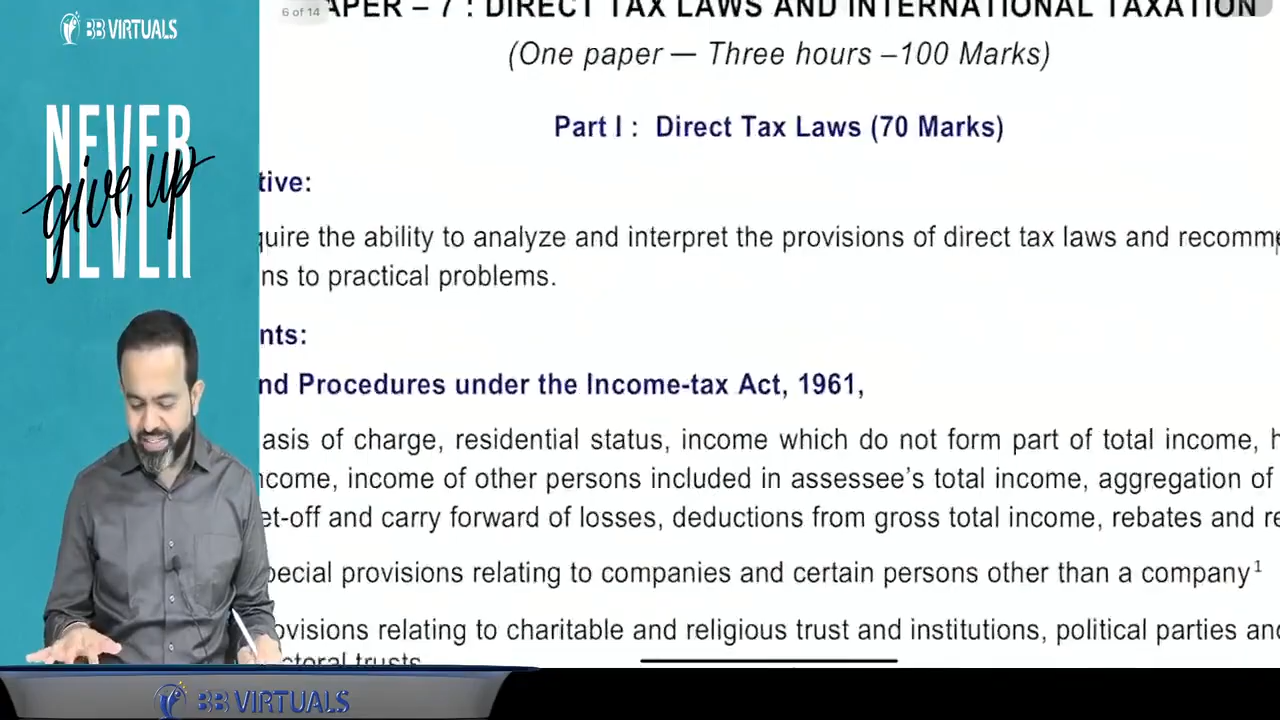 BB VIRTUALS
NEVER
give up
NEVER
6 of 14
APER – 7 : DIRECT TAX LAWS AND INTERNATIONAL TAXATION
(One paper — Three hours –100 Marks)
Part I : Direct Tax Laws (70 Marks)
tive:
quire the ability to analyze and interpret the provisions of direct tax laws and recomme
ns to practical problems.
nts:
nd Procedures under the Income-tax Act, 1961,
asis of charge, residential status, income which do not form part of total income, h
ncome, income of other persons included in assessee's total income, aggregation of
et-off and carry forward of losses, deductions from gross total income, rebates and re
pecial provisions relating to companies and certain persons other than a company1
ovisions relating to charitable and religious trust and institutions, political parties and
ctoral trusts
BB VIRTUALS